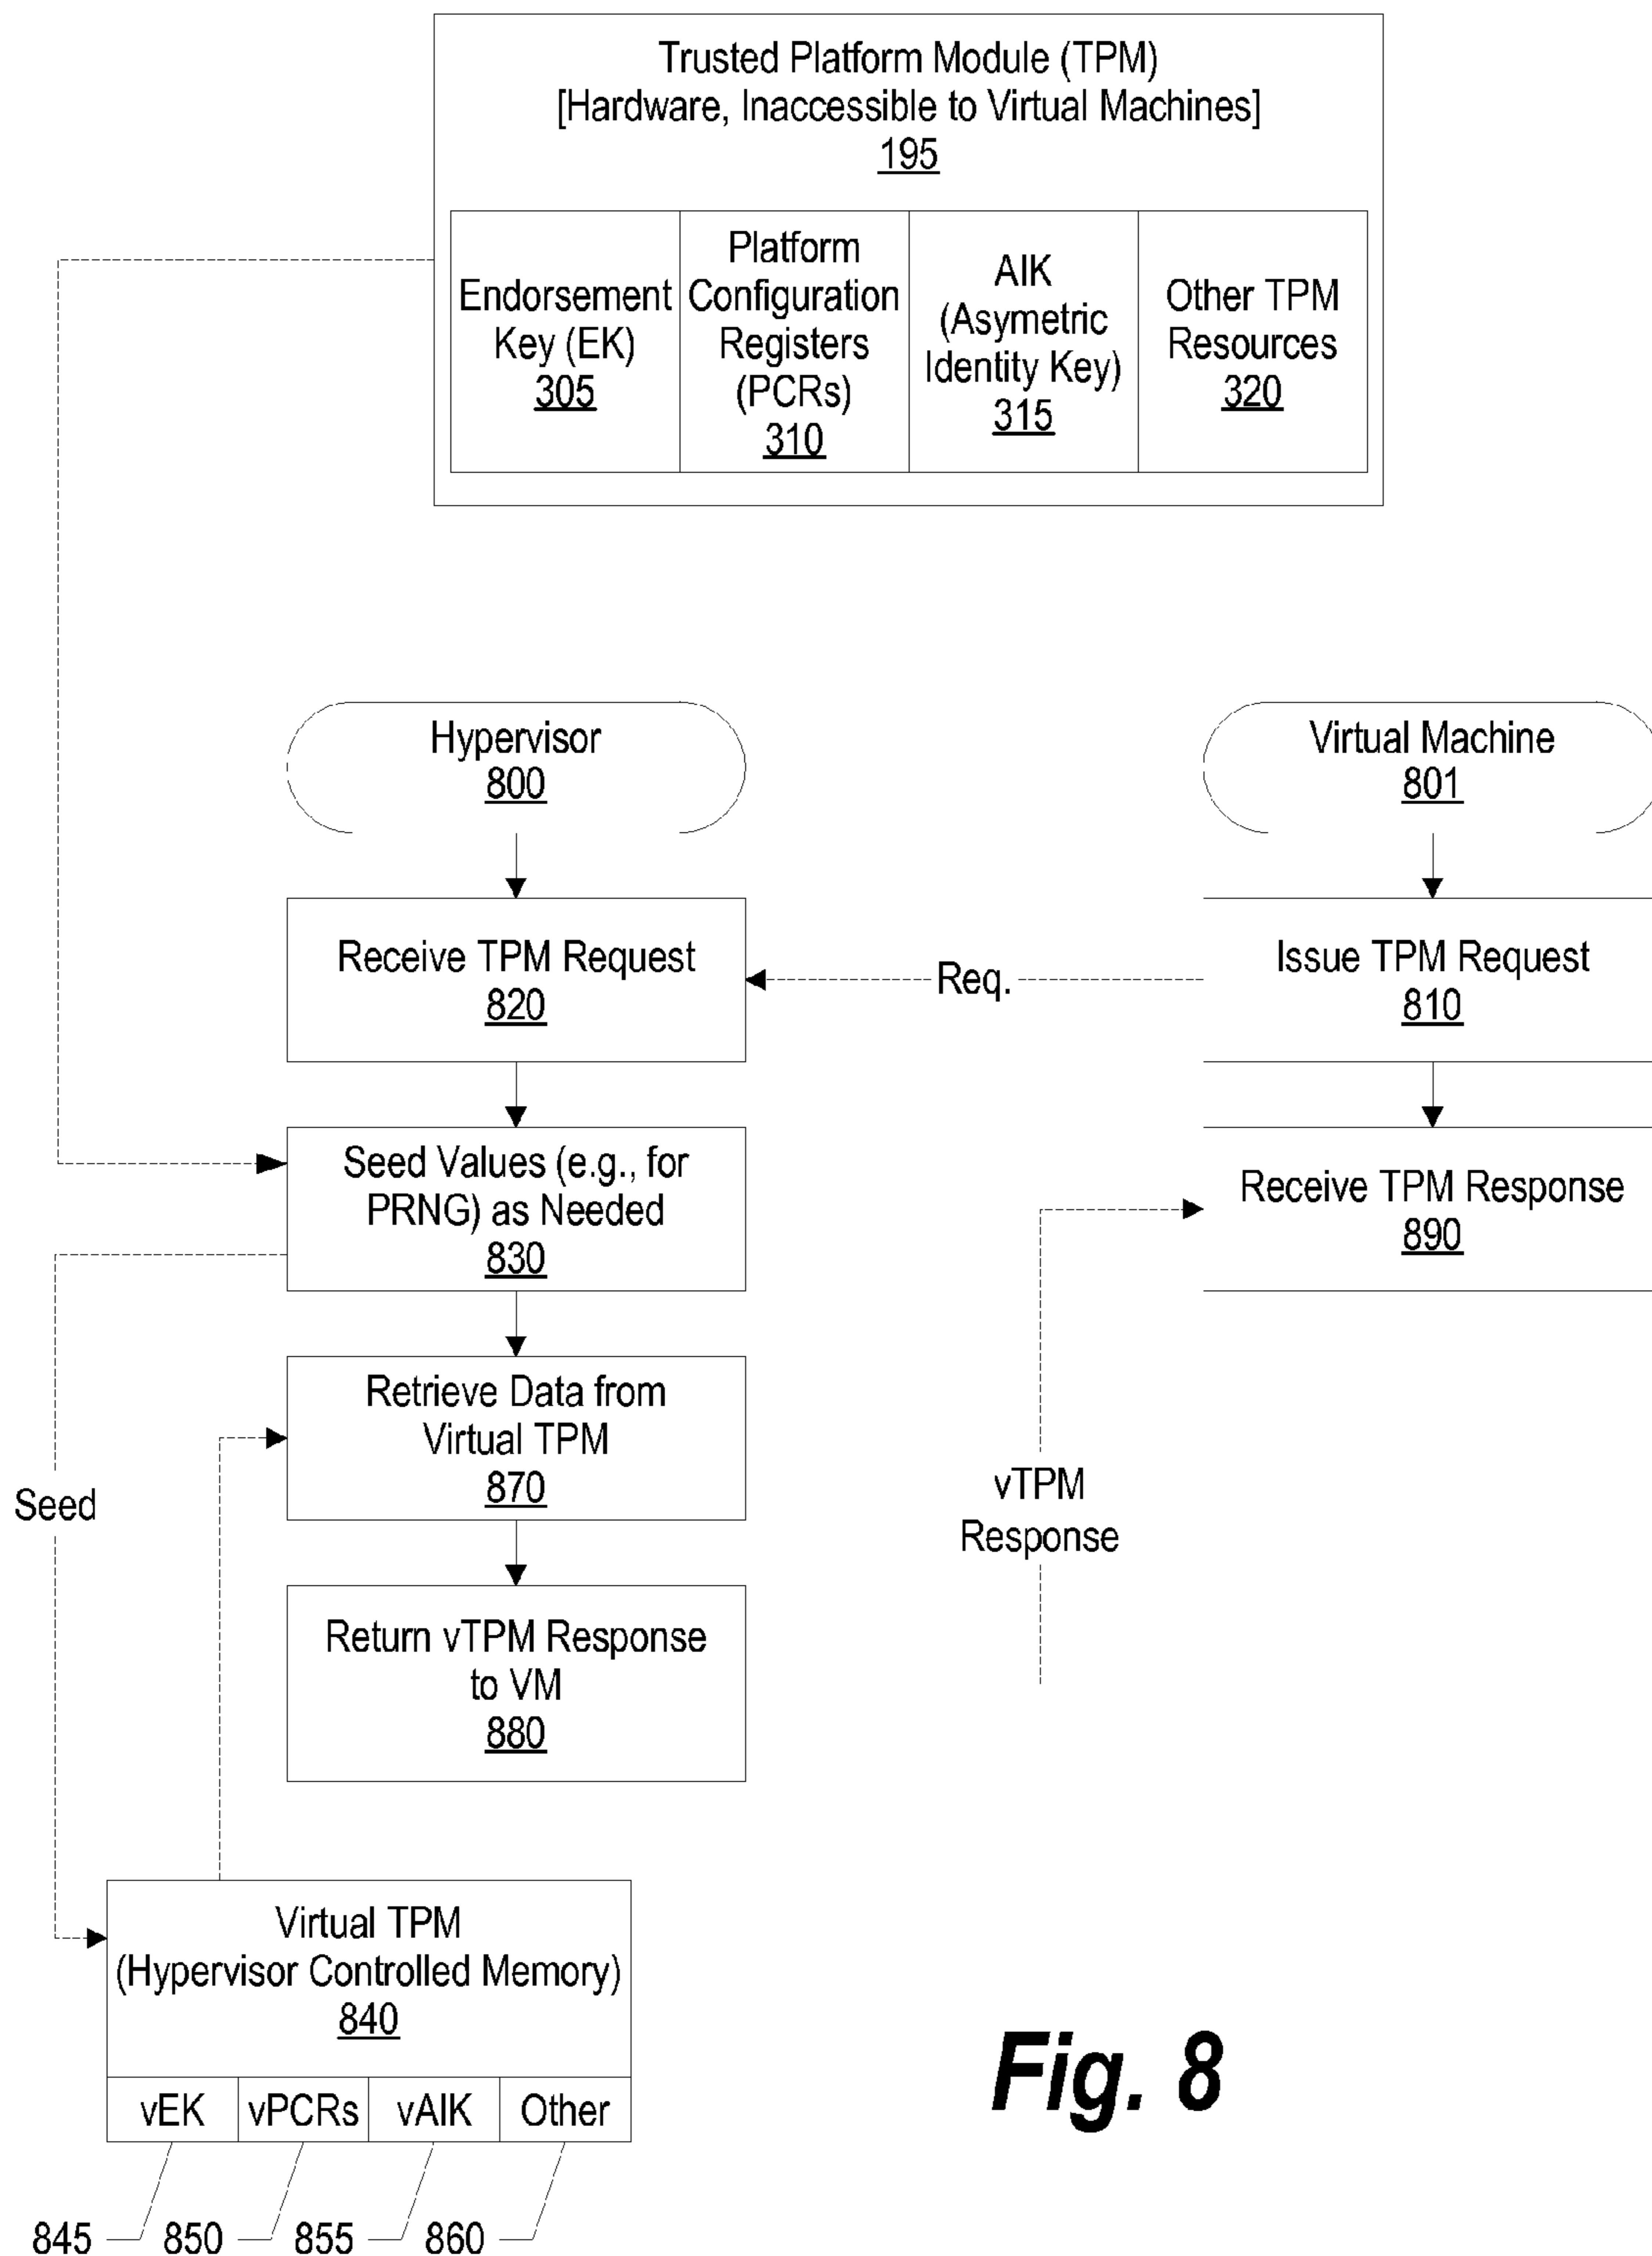 Trusted Platform Module (TPM)
[Hardware, Inaccessible to Virtual Machines]
195
Endorsement
Key (EK)
305
Platform
Configuration
Registers
(PCRs)
310
AIK
(Asymetric
Identity Key)
315
Other TPM
Resources
320
Hypervisor
800
Virtual Machine
801
Receive TPM Request
820
Req.
Issue TPM Request
810
Seed Values (e.g., for
PRNG) as Needed
830
Receive TPM Response
890
Retrieve Data from
Virtual TPM
870
Seed
vTPM
Response
Return vTPM Response
to VM
880
Virtual TPM
(Hypervisor Controlled Memory)
840
vEK
vPCRs
vAIK
Other
845
850
855
860
Fig. 8